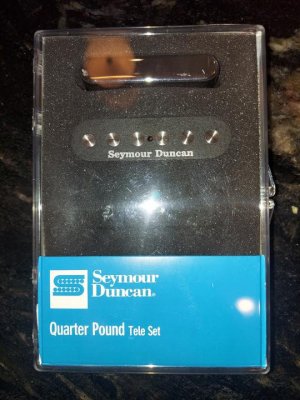 Seymour Duncan
Seymour
Duncan®
Quarter Pound Tele Set